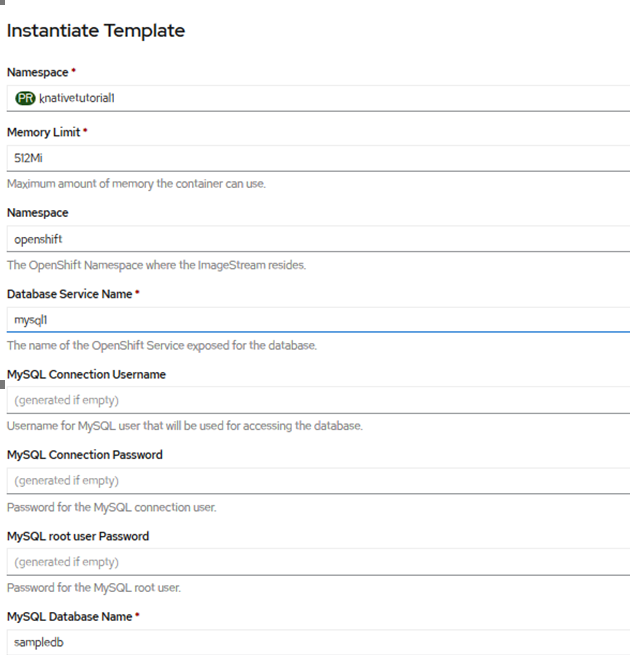 Instantiate Template
Namespace *
PR knativetutorial1
Memory Limit *
512Mi
Maximum amount of memory the container can use.
Namespace
openshift
The OpenShift Namespace where the ImageStream resides.
Database Service Name *
mysql1
The name of the OpenShift Service exposed for the database.
MySQL Connection Username
(generated if empty)
Username for MySQL user that will be used for accessing the database.
MySQL Connection Password
(generated if empty)
Password for the MySQL connection user.
MySQL root user Password
(generated if empty)
Password for the MySQL root user.
MySQL Database Name *
sampledb